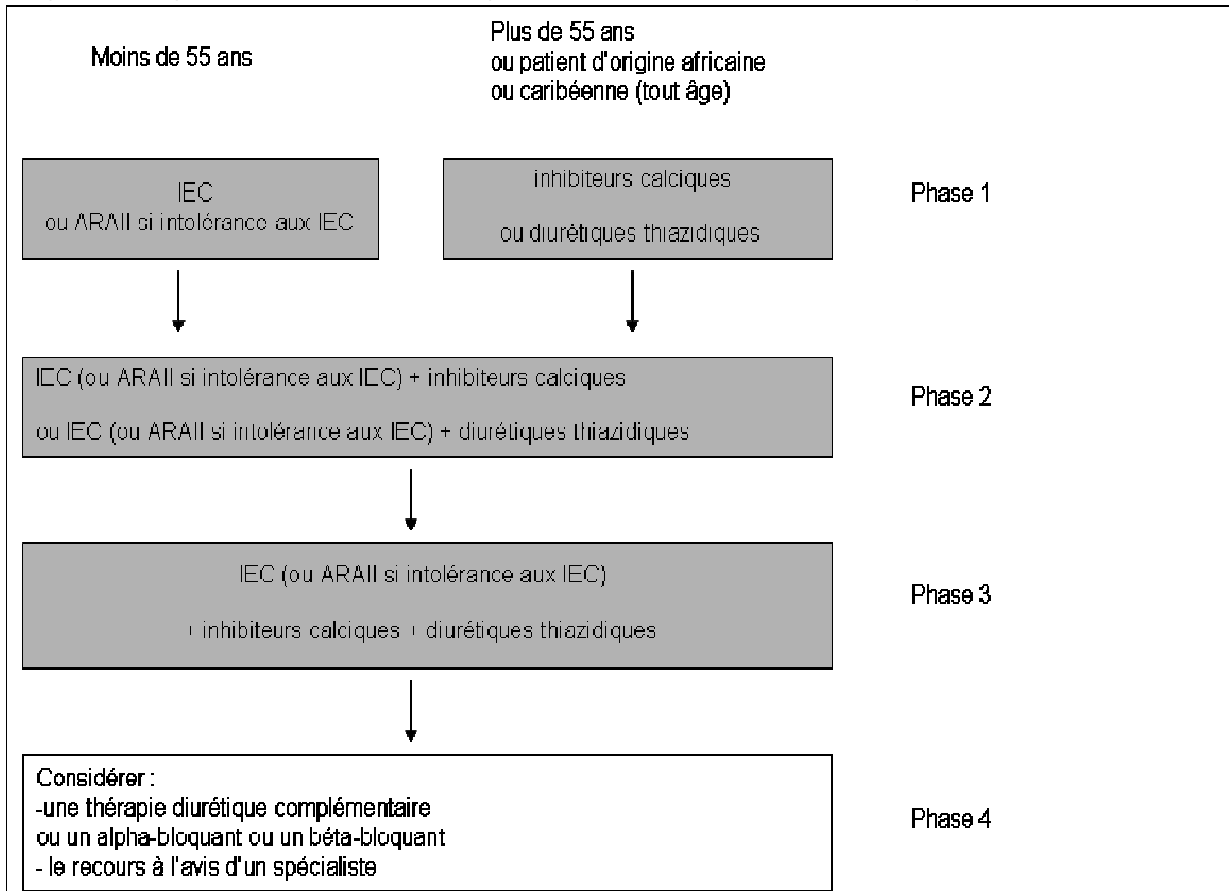 Moins de 55 ans
Plus de 55 ans
ou patient d'origine africaine
ou caribéenne (tout âge)
IEC
ou ARAII si intolérance aux IEC
inhibiteurs calciques
ou diurétiques thiazidiques
Phase 1
IEC (ou ARAII si intolérance aux IEC) + inhibiteurs calciques
ou IEC (ou ARAII si intolérance aux IEC) + diurétiques thiazidiques
Phase 2
IEC (ou ARAII si intolérance aux IEC)
+ inhibiteurs calciques + diurétiques thiazidiques
Phase 3
Considérer :
-une thérapie diurétique complémentaire
ou un alpha-bloquant ou un béta-bloquant
- le recours à l'avis d'un spécialiste
Phase 4